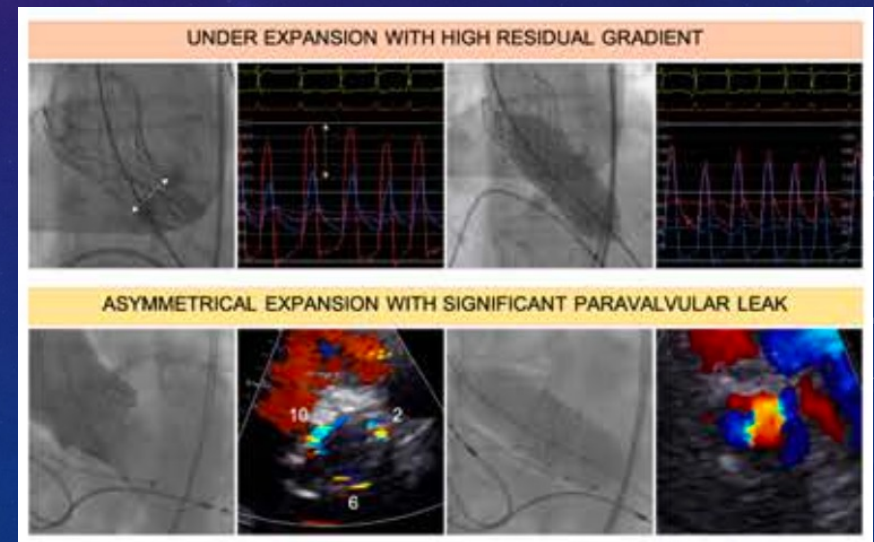 UNDER EXPANSION WITH HIGH RESIDUAL GRADIENT
ASYMMETRICAL EXPANSION WITH SIGNIFICANT PARAVALVULAR LEAK
10
2
6